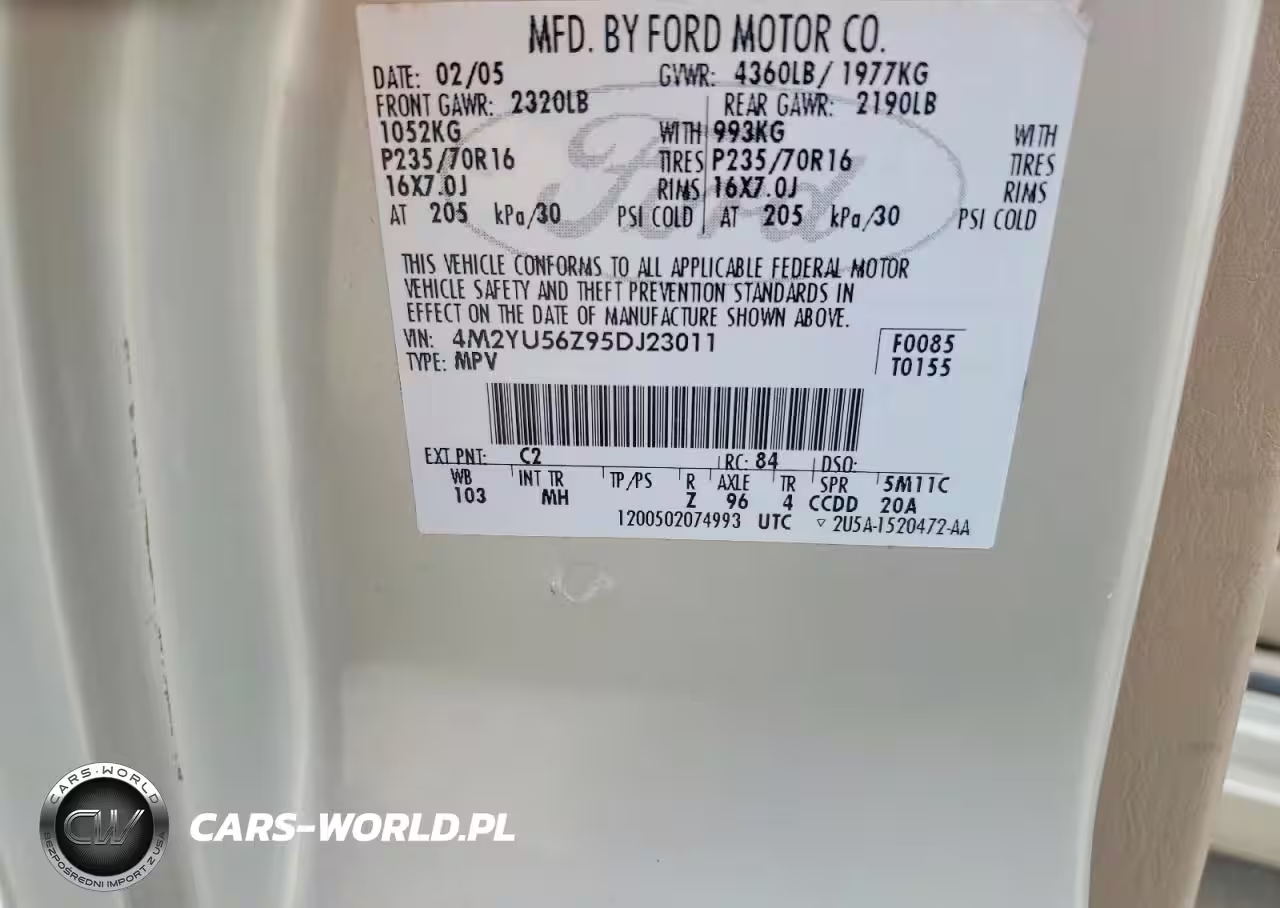 MFD. BY FORD MOTOR CO.
DATE: 02/05 GVWR: 4360LB/ 1977KG
FRONT GAWR: 2320LB REAR GAWR: 2190LB
1052KG WITH 993KG WITH
P235/70R16 TIRES P235/70R16 TIRES
16X7.0J RIMS 16X7.0J RIMS
AT 205 kPa/30 PSI COLD AT 205 kPa/30 PSI COLD
Ford
THIS VEHICLE CONFORMS TO ALL APPLICABLE FEDERAL MOTOR
VEHICLE SAFETY AND THEFT PREVENTION STANDARDS IN
EFFECT ON THE DATE OF MANUFACTURE SHOWN ABOVE.
VIN: 4M2YU56Z95DJ23011 F0085
TYPE: MPV T0155
EXT PNT: C2 RC: 84 DSO:
WB INT TR TP/PS R AXLE TR SPR 5M11C
103 MH Z 96 4 CCDD 20A
1200502074993 UTC ▽ 2U5A-1520472-AA
CARS-WORLD
CW
BEZPOŚREDNI IMPORT Z USA
CARS-WORLD.PL